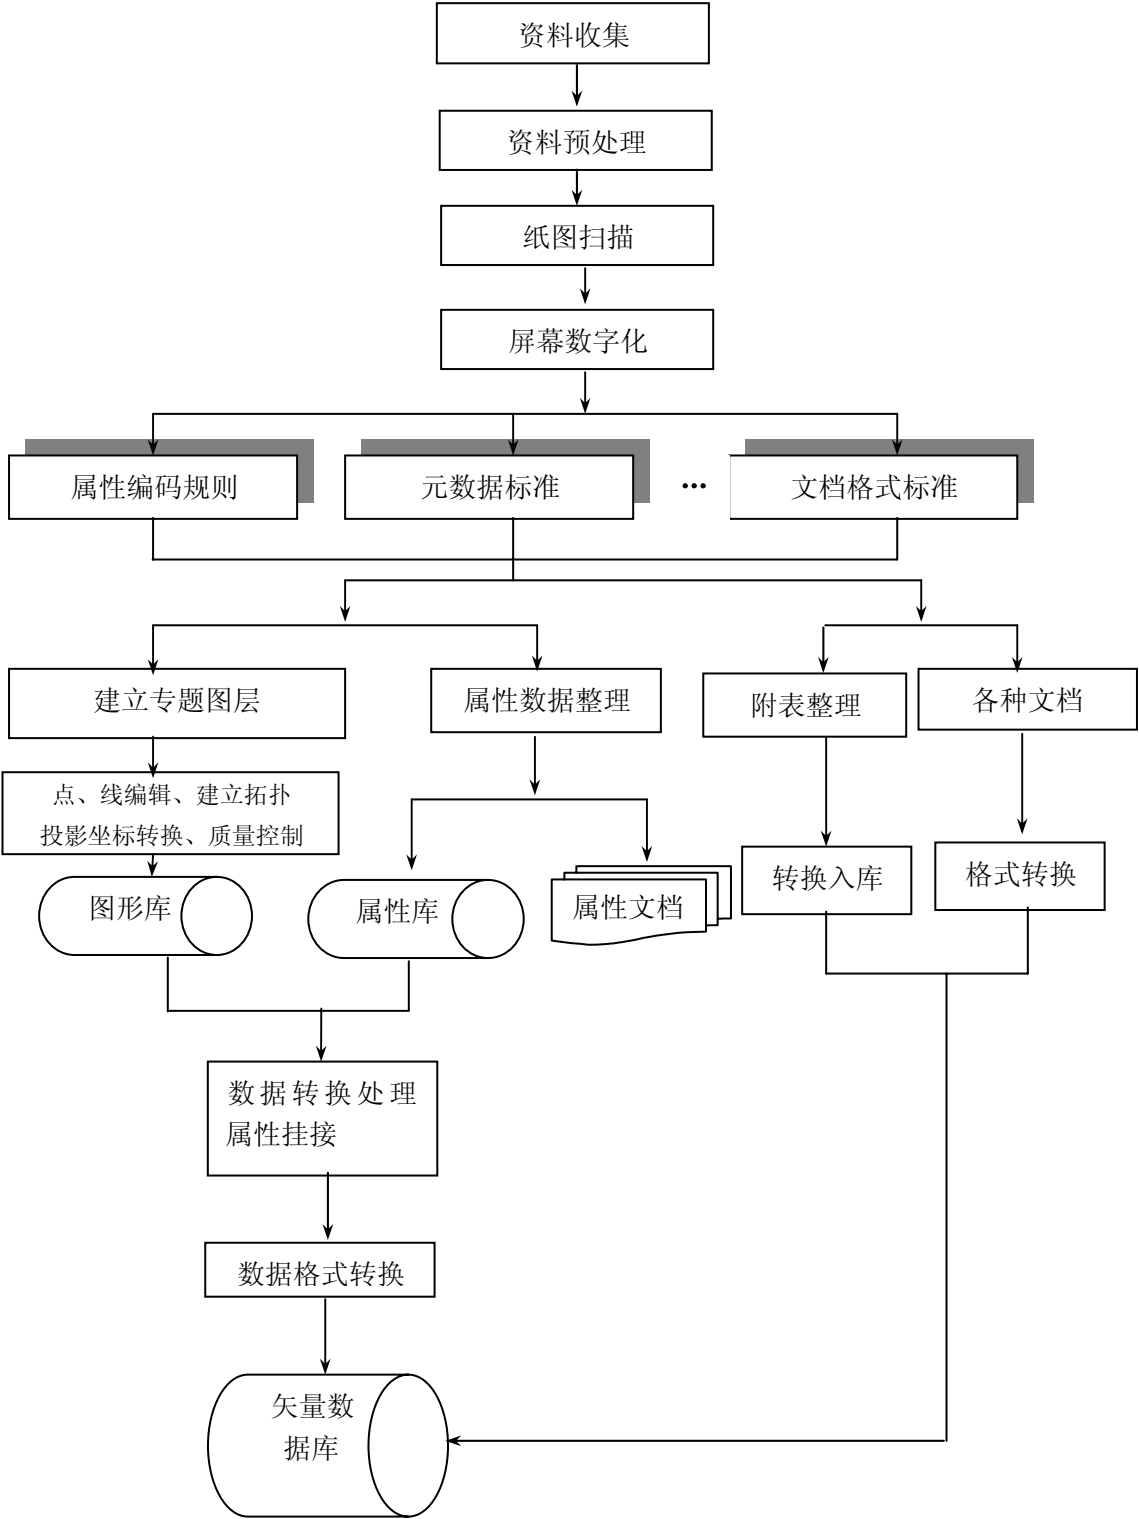 资料收集
资料预处理
纸图扫描
屏幕数字化
属性编码规则
元数据标准
...
文档格式标准
建立专题图层
属性数据整理
附表整理
各种文档
点、线编辑、建立拓扑
投影坐标转换、质量控制
图形库
属性库
属性文档
转换入库
格式转换
数据转换处理
属性挂接
数据格式转换
矢量数
据库